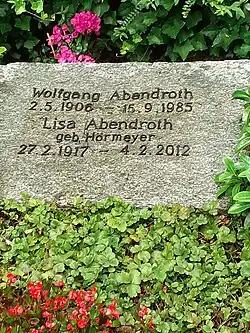 Wolfgang Abendroth
2.5.1906 – 15.9.1985
Lisa Abendroth
geb. Hörmeyer
27.2.1917 – 4.2.2012